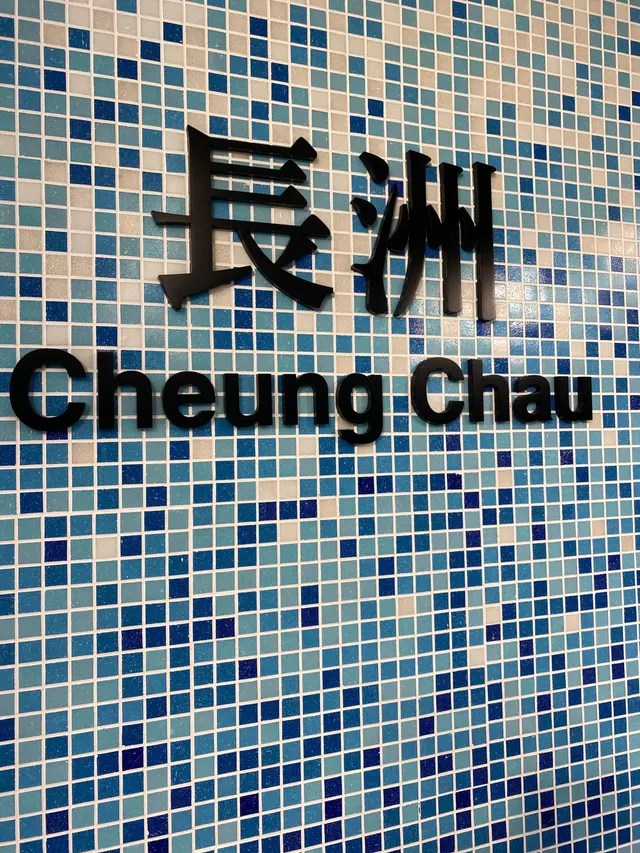 長洲
Cheung Chau